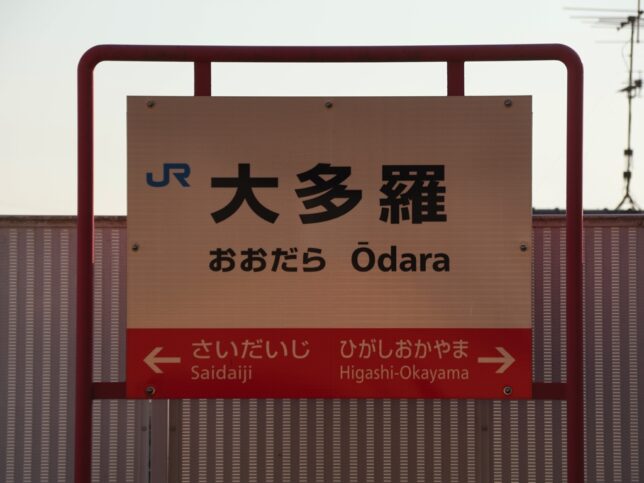 JR 大多羅
おおだら Ōdara
← さいだいじ ひがしおかやま →
Saidaiji Higashi-Okayama